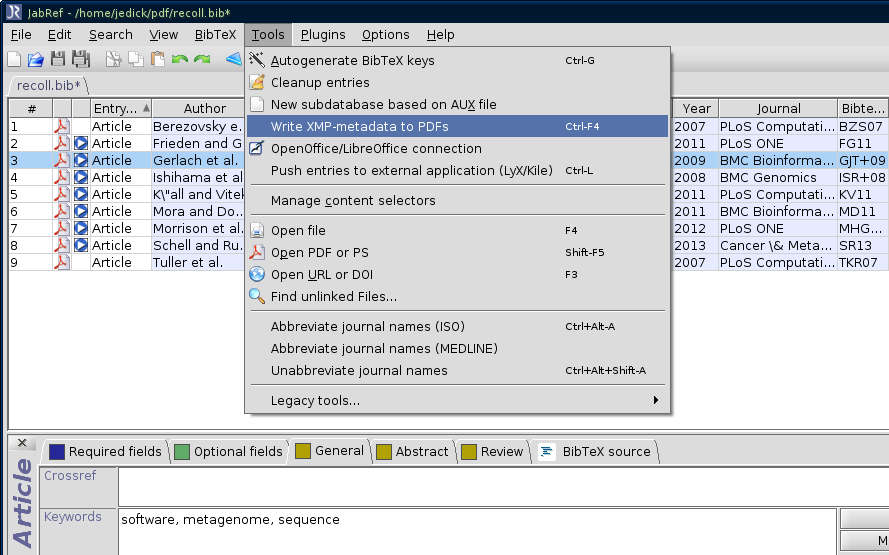 JabRef - /home/jedick/pdf/recoll.bib*
File Edit Search View BibTeX Tools Plugins Options Help
recoll.bib*
# Entry... Author Year Journal Bibte...
1 Article Berezovsky e. 2007 PLoS Computati... BZS07
2 Article Frieden and G 2011 PLoS ONE FG11
3 Article Gerlach et al. 2009 BMC Bioinforma... GJT+09
4 Article Ishihama et al 2008 BMC Genomics ISR+08
5 Article K\"all and Vitek 2011 PLoS Computati... KV11
6 Article Mora and Do... 2011 BMC Bioinforma... MD11
7 Article Morrison et al. 2012 PLoS ONE MHG...
8 Article Schell and Ru... 2013 Cancer \& Meta... SR13
9 Article Tuller et al. 2007 PLoS Computati... TKR07
Autogenerate BibTeX keys Ctrl-G
Cleanup entries
New subdatabase based on AUX file
Write XMP-metadata to PDFs Ctrl-F4
OpenOffice/LibreOffice connection
Push entries to external application (LyX/Kile) Ctrl-L
Manage content selectors
Open file F4
Open PDF or PS Shift-F5
Open URL or DOI F3
Find unlinked Files...
Abbreviate journal names (ISO) Ctrl+Alt-A
Abbreviate journal names (MEDLINE)
Unabbreviate journal names Ctrl+Alt+Shift-A
Legacy tools...
Article
Required fields Optional fields General Abstract Review BibTeX source
Crossref
Keywords software, metagenome, sequence
M